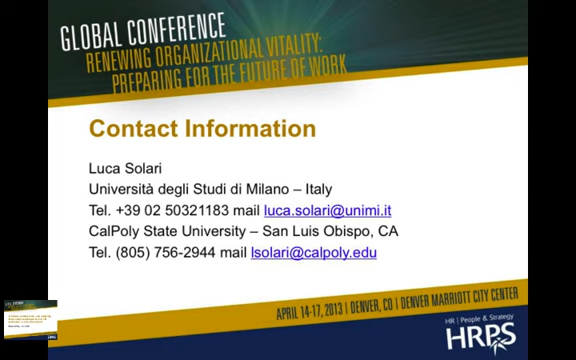 GLOBAL CONFERENCE
RENEWING ORGANIZATIONAL VITALITY:
PREPARING FOR THE FUTURE OF WORK
Contact Information
Luca Solari
Università degli Studi di Milano – Italy
Tel. +39 02 50321183 mail luca.solari@unimi.it
CalPoly State University – San Luis Obispo, CA
Tel. (805) 756-2944 mail lsolari@calpoly.edu
APRIL 14-17, 2013 | DENVER, CO | DENVER MARRIOTT CITY CENTER
HR | People & Strategy
HRPS